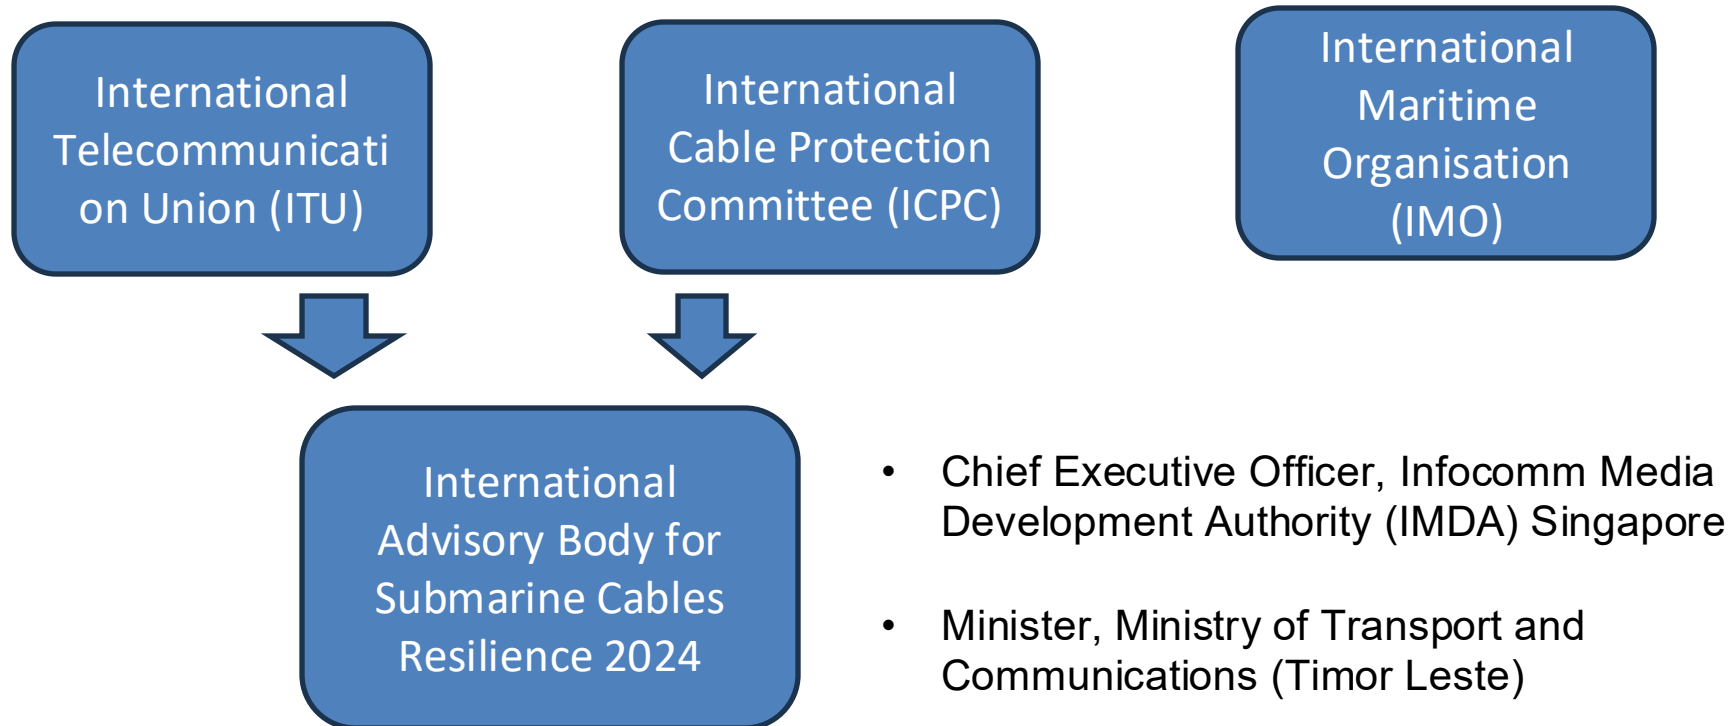 International
Telecommunicati
on Union (ITU)
International
Cable Protection
Committee (ICPC)
International
Maritime
Organisation
(IMO)
International
Advisory Body for
Submarine Cables
Resilience 2024
• Chief Executive Officer, Infocomm Media
Development Authority (IMDA) Singapore
• Minister, Ministry of Transport and
Communications (Timor Leste)